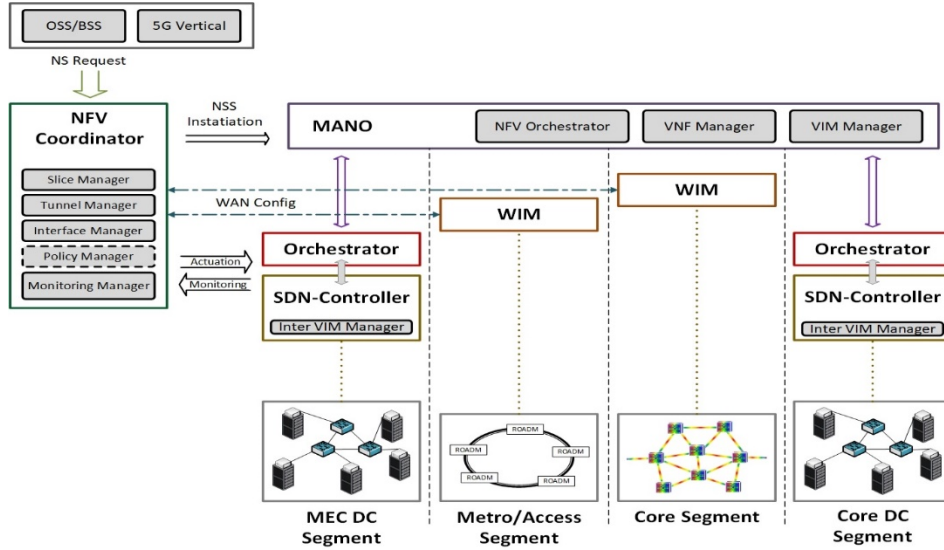 OSS/BSS
5G Vertical
NS Request
NFV
Coordinator
Slice Manager
Tunnel Manager
Interface Manager
Policy Manager
Monitoring Manager
NSS
Instatiation
MANO
NFV Orchestrator
VNF Manager
VIM Manager
WAN Config
WIM
WIM
Actuation
Monitoring
Orchestrator
SDN-Controller
Inter VIM Manager
Orchestrator
SDN-Controller
Inter VIM Manager
ROADM
ROADM
ROADM
ROADM
ROADM
MEC DC
Segment
Metro/Access
Segment
Core Segment
Core DC
Segment